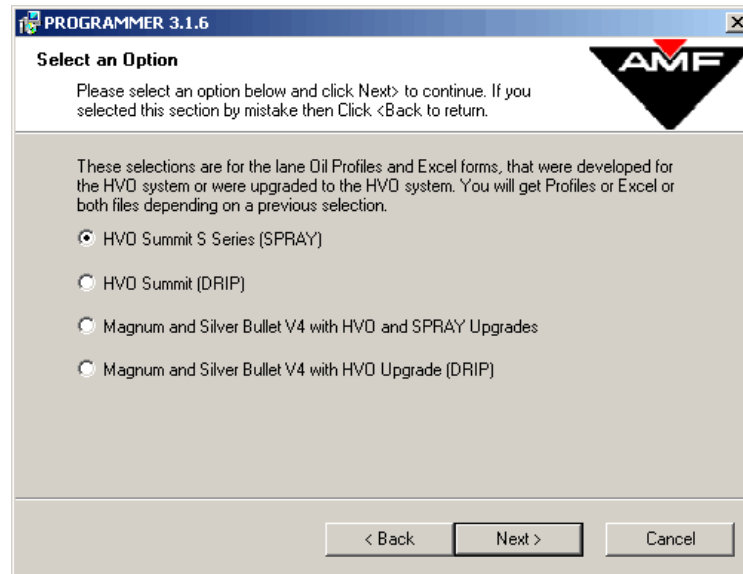 PROGRAMMER 3.1.6
Select an Option
AMF
Please select an option below and click Next> to continue. If you
selected this section by mistake then Click <Back to return.
These selections are for the lane Oil Profiles and Excel forms, that were developed for
the HVO system or were upgraded to the HVO system. You will get Profiles or Excel or
both files depending on a previous selection.
HVO Summit S Series (SPRAY)
HVO Summit (DRIP)
Magnum and Silver Bullet V4 with HVO and SPRAY Upgrades
Magnum and Silver Bullet V4 with HVO Upgrade (DRIP)
< Back Next > Cancel